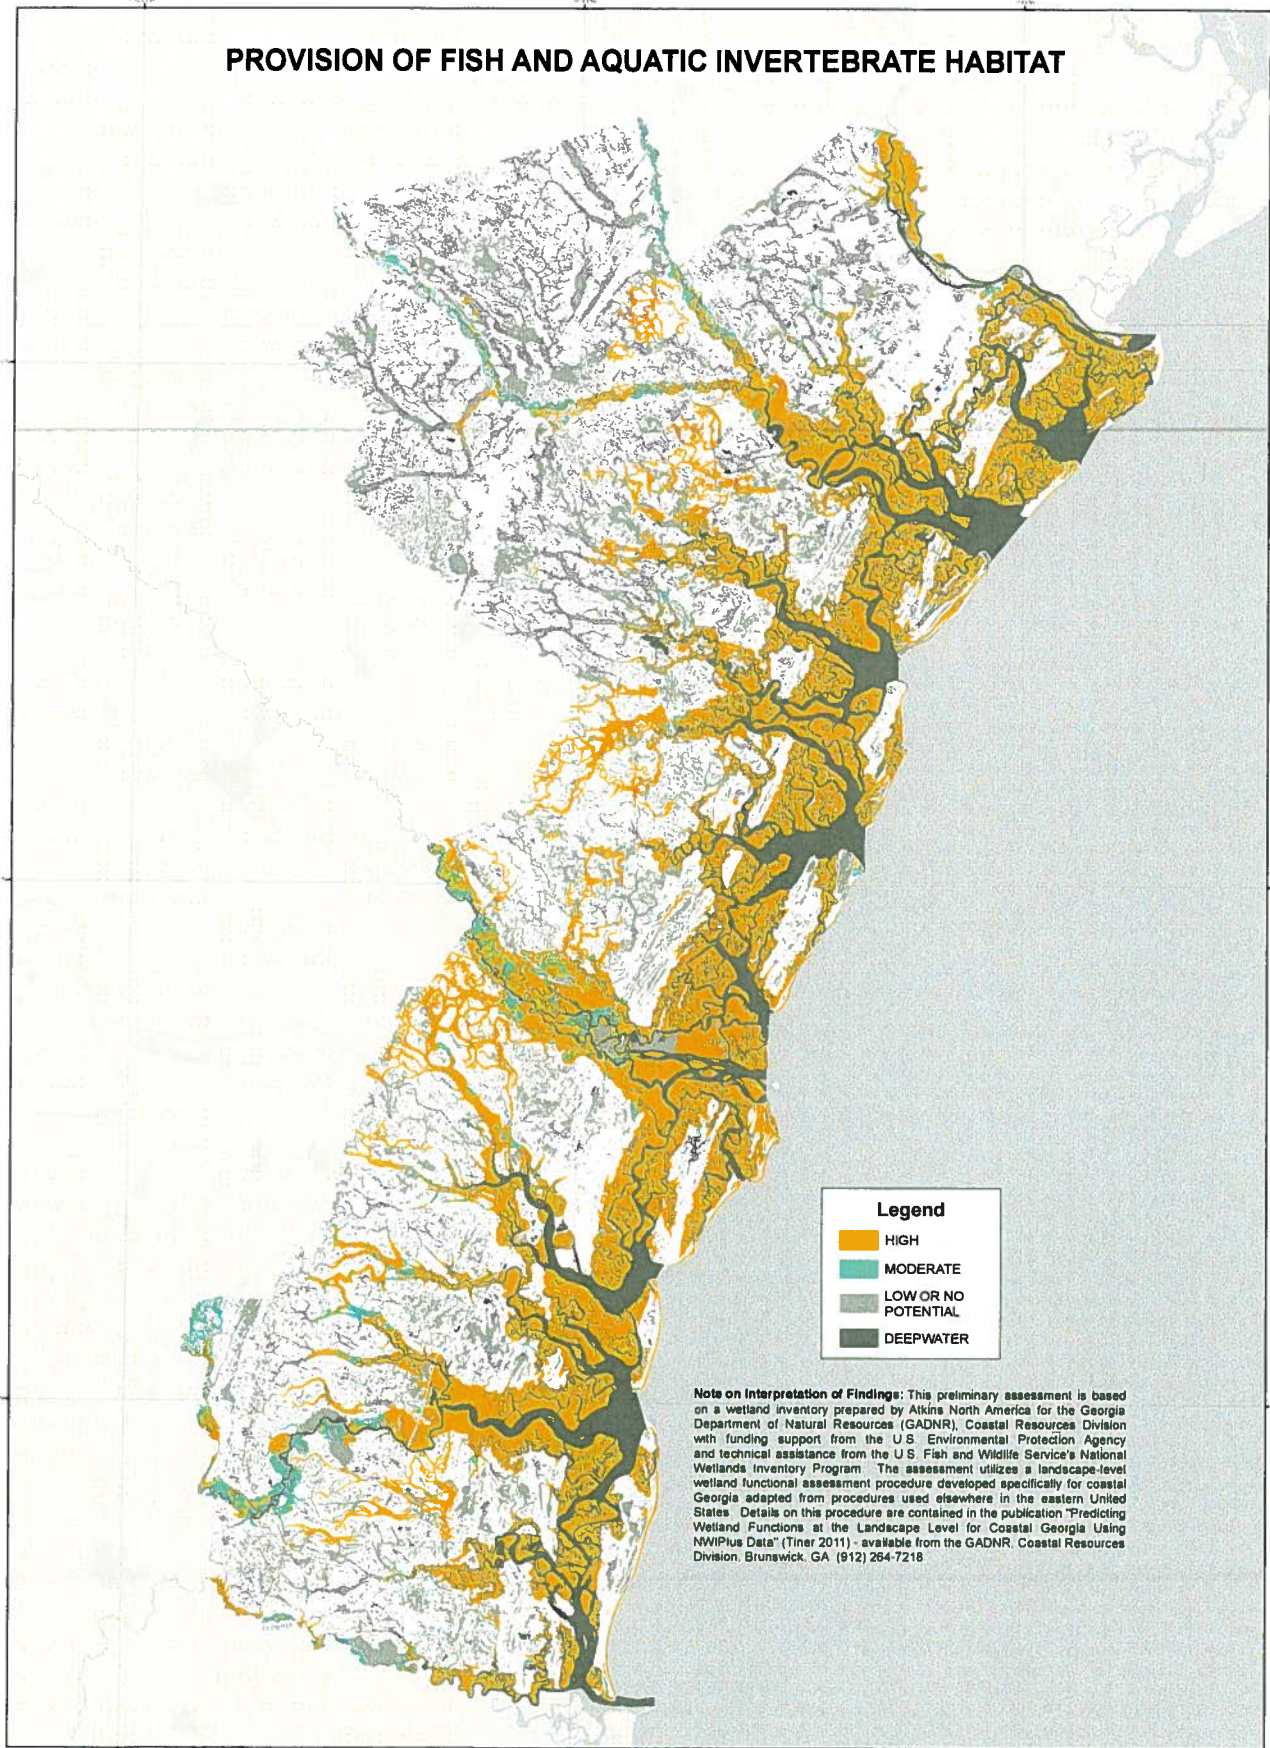 PROVISION OF FISH AND AQUATIC INVERTEBRATE HABITAT
Legend
HIGH
MODERATE
LOW OR NO
POTENTIAL
DEEPWATER
Note on Interpretation of Findings: This preliminary assessment is based
on a wetland inventory prepared by Atkins North America for the Georgia
Department of Natural Resources (GADNR), Coastal Resources Division
with funding support from the U.S. Environmental Protection Agency
and technical assistance from the U.S. Fish and Wildlife Service's National
Wetlands Inventory Program. The assessment utilizes a landscape-level
wetland functional assessment procedure developed specifically for coastal
Georgia adapted from procedures used elsewhere in the eastern United
States. Details on this procedure are contained in the publication "Predicting
Wetland Functions at the Landscape Level for Coastal Georgia Using
NWIPlus Data" (Tiner 2011) - available from the GADNR, Coastal Resources
Division, Brunswick, GA (912) 264-7218